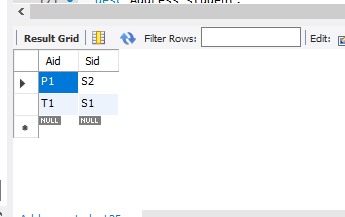 Result Grid Filter Rows: Edit:
Aid Sid
P1 S2
T1 S1
NULL NULL